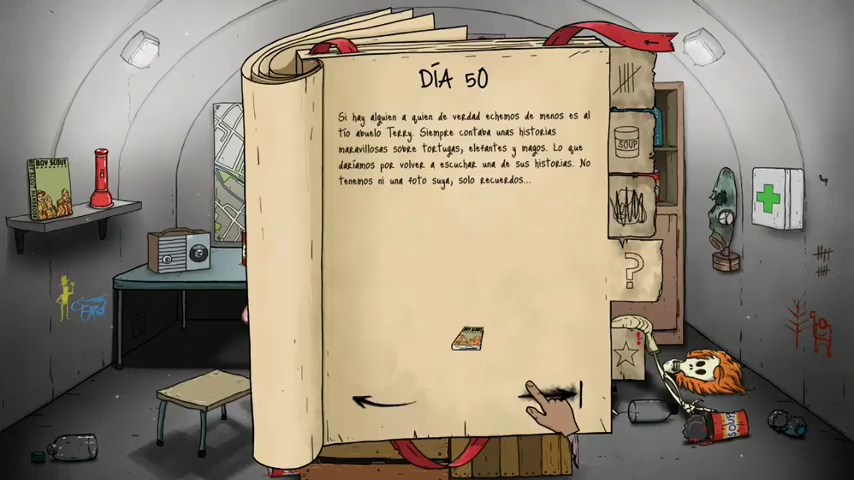 DÍA 50
Si hay alguien a quien de verdad echemos de menos es al
tío abuelo Terry. Siempre contaba unas historias
maravillosas sobre tortugas, elefantes y magos. Lo que
daríamos por volver a escuchar una de sus historias. No
tenemos ni una foto suya, solo recuerdos...
SOUP
?
BOY SCOUT
SOUP